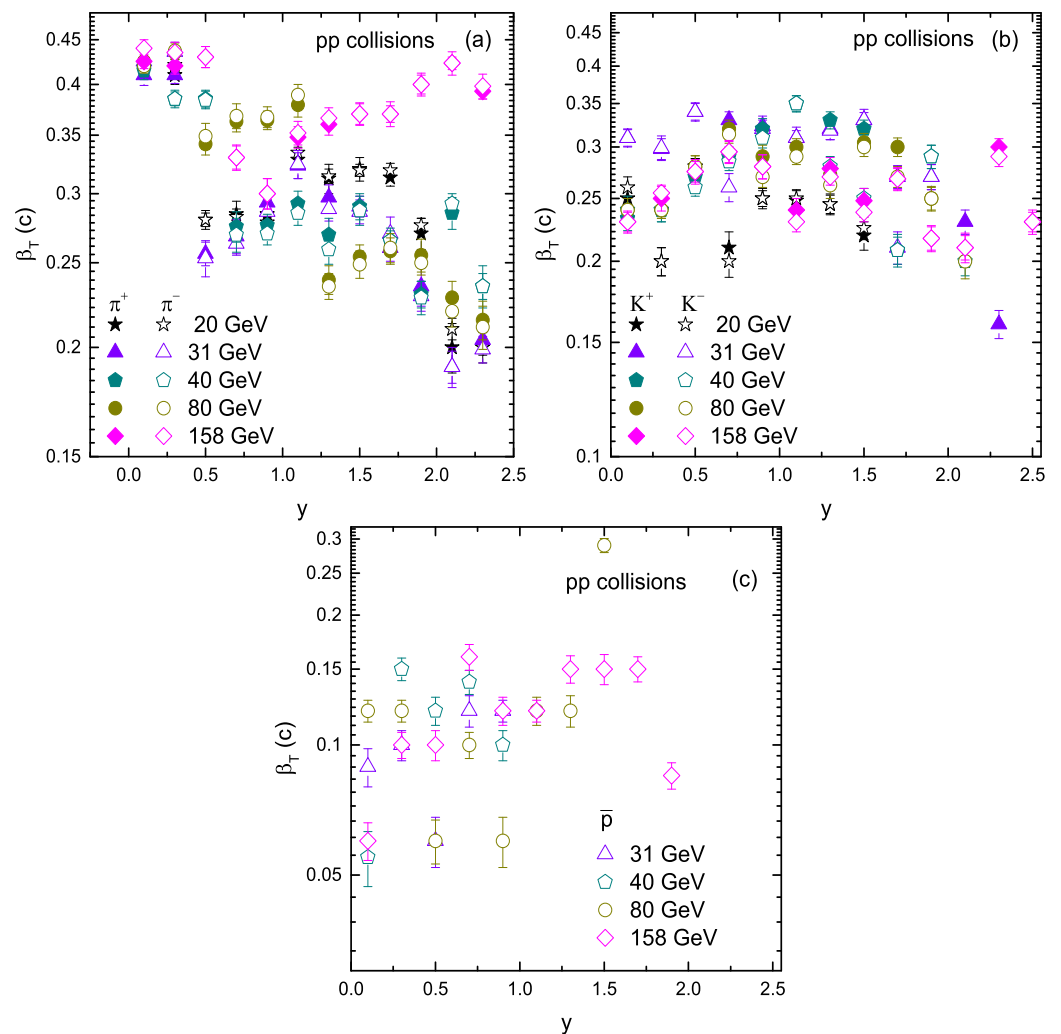 pp collisions (a)
0.45
0.4
0.35
0.3
0.25
0.2
0.15
β_T (c)
π⁺ π⁻
20 GeV
31 GeV
40 GeV
80 GeV
158 GeV
0.0 0.5 1.0 1.5 2.0 2.5
y
pp collisions (b)
0.45
0.4
0.35
0.3
0.25
0.2
0.15
0.1
β_T (c)
K⁺ K⁻
20 GeV
31 GeV
40 GeV
80 GeV
158 GeV
0.0 0.5 1.0 1.5 2.0 2.5
y
pp collisions (c)
0.3
0.25
0.2
0.15
0.1
0.05
β_T (c)
p̅
31 GeV
40 GeV
80 GeV
158 GeV
0.0 0.5 1.0 1.5 2.0 2.5
y